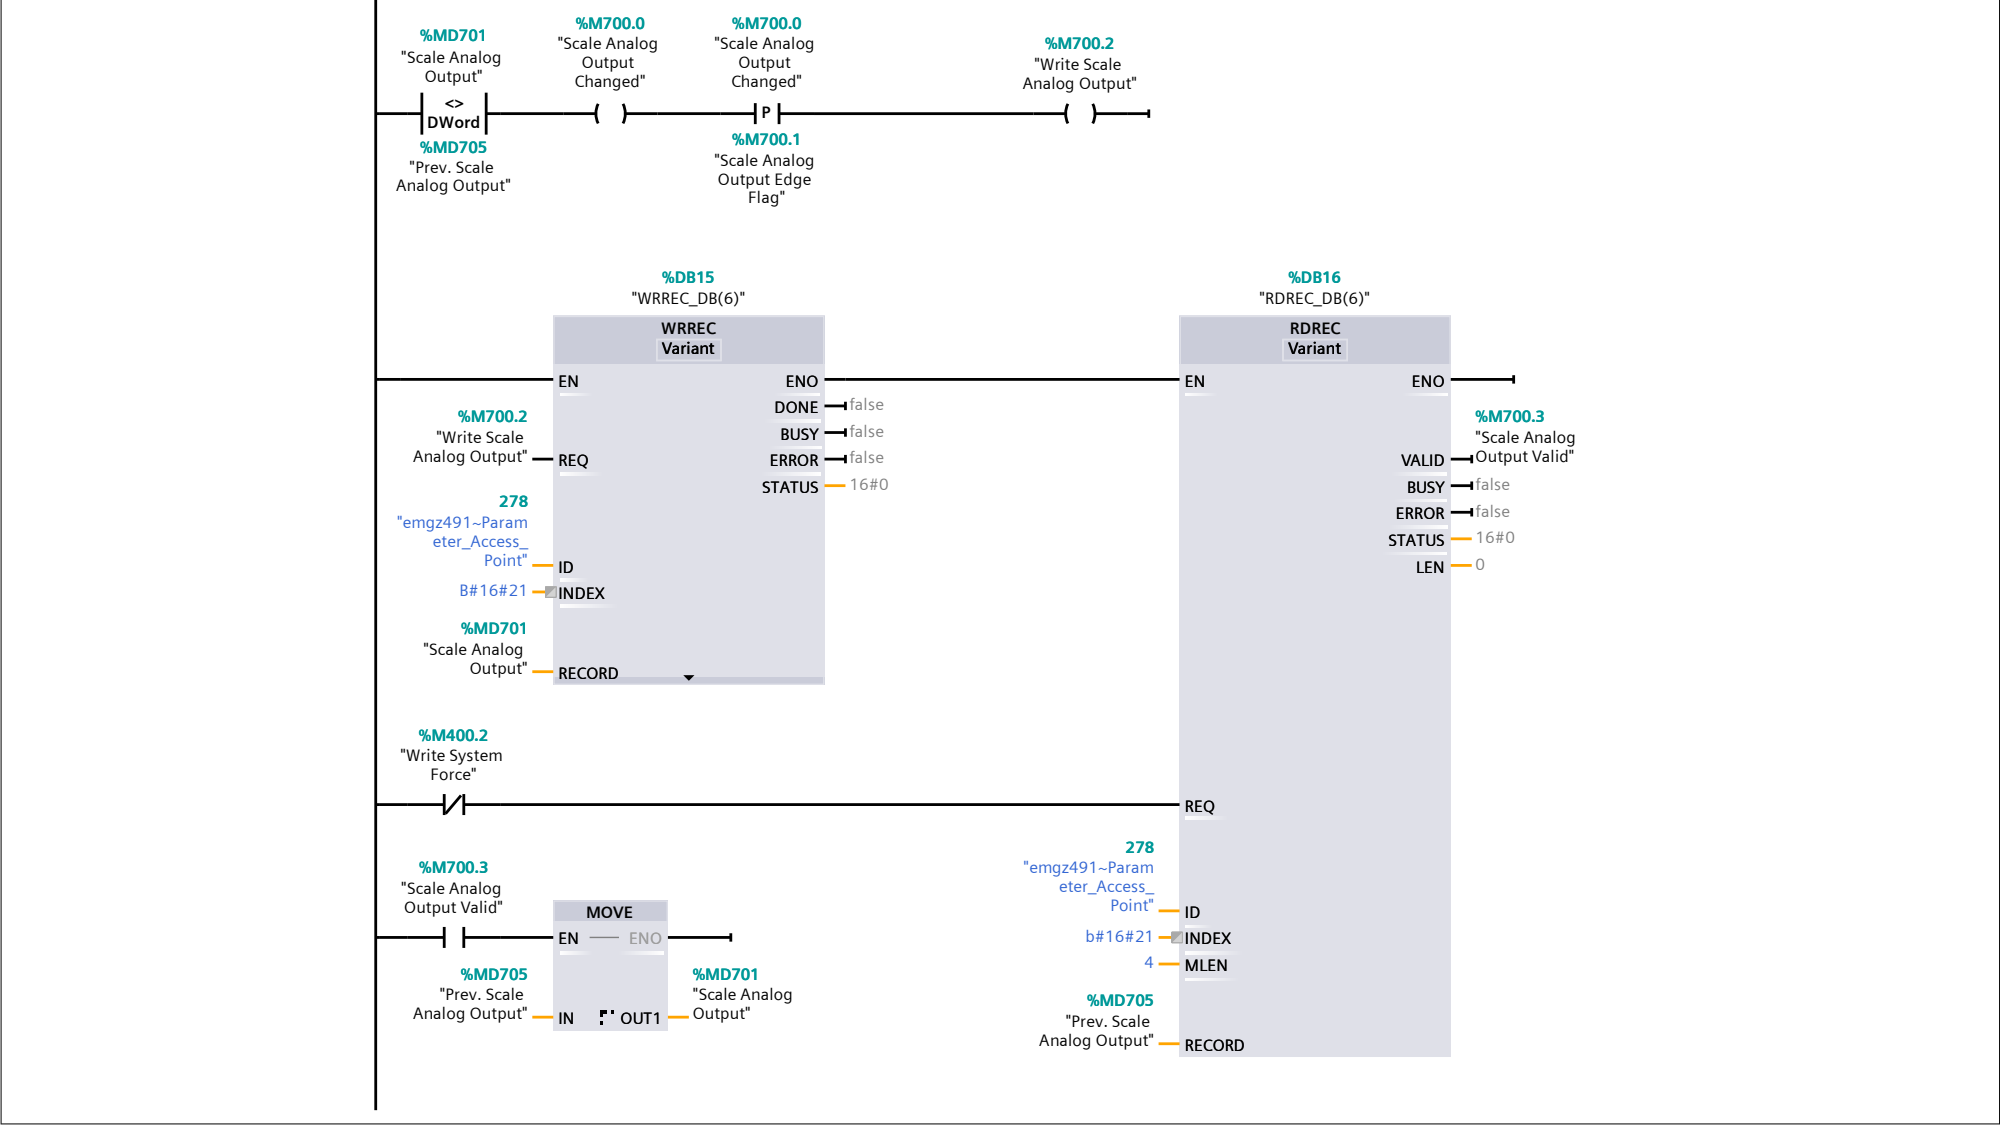 %MD701
"Scale Analog
Output"
<>
DWord
%MD705
"Prev. Scale
Analog Output"
%M700.0
"Scale Analog
Output
Changed"
%M700.0
"Scale Analog
Output
Changed"
P
%M700.1
"Scale Analog
Output Edge
Flag"
%M700.2
"Write Scale
Analog Output"
%DB15
"WRREC_DB(6)"
WRREC
Variant
EN
ENO
DONE
false
BUSY
false
ERROR
false
STATUS
16#0
%M700.2
"Write Scale
Analog Output"
REQ
278
"emgz491~Param
eter_Access_
Point"
ID
B#16#21
INDEX
%MD701
"Scale Analog
Output"
RECORD
%DB16
"RDREC_DB(6)"
RDREC
Variant
EN
ENO
%M700.3
"Scale Analog
Output Valid"
VALID
BUSY
false
ERROR
false
STATUS
16#0
LEN
0
%M400.2
"Write System
Force"
REQ
278
"emgz491~Param
eter_Access_
Point"
ID
b#16#21
INDEX
4
MLEN
%MD705
"Prev. Scale
Analog Output"
RECORD
%M700.3
"Scale Analog
Output Valid"
MOVE
EN
ENO
%MD705
"Prev. Scale
Analog Output"
IN
OUT1
%MD701
"Scale Analog
Output"